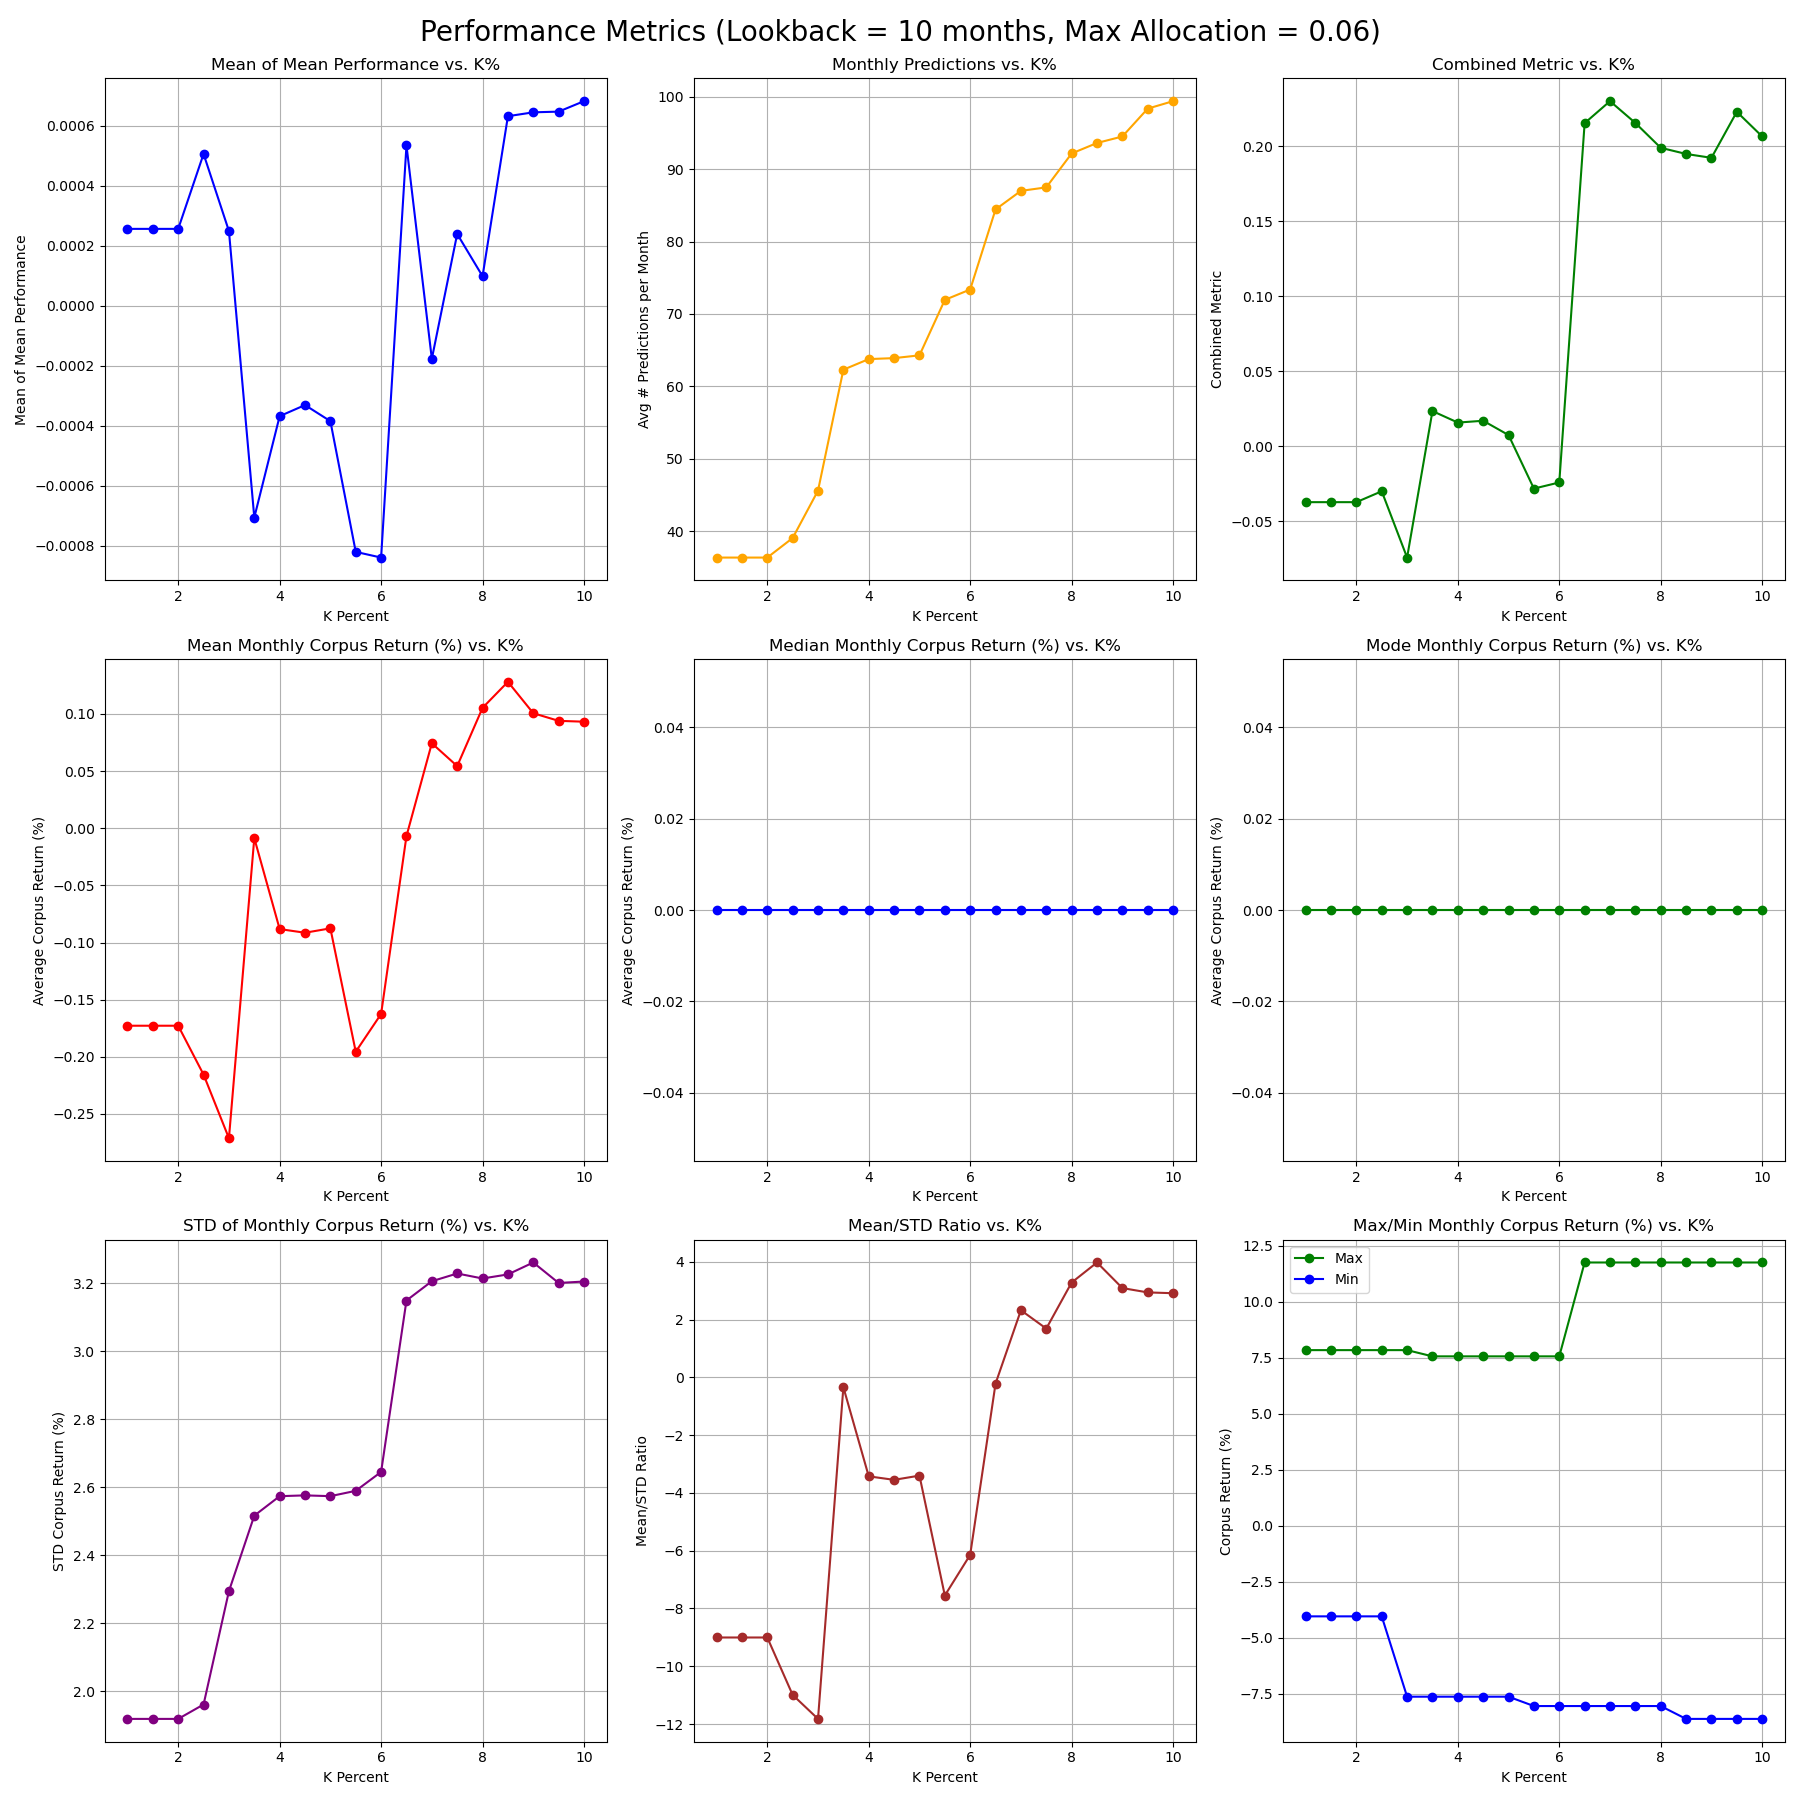 Performance Metrics (Lookback = 10 months, Max Allocation = 0.06)
Mean of Mean Performance vs. K%
Mean of Mean Performance
0.0006
0.0004
0.0002
0.0000
−0.0002
−0.0004
−0.0006
−0.0008
2 4 6 8 10
K Percent
Monthly Predictions vs. K%
Avg # Predictions per Month
100
90
80
70
60
50
40
2 4 6 8 10
K Percent
Combined Metric vs. K%
Combined Metric
0.20
0.15
0.10
0.05
0.00
−0.05
2 4 6 8 10
K Percent
Mean Monthly Corpus Return (%) vs. K%
Average Corpus Return (%)
0.10
0.05
0.00
−0.05
−0.10
−0.15
−0.20
−0.25
2 4 6 8 10
K Percent
Median Monthly Corpus Return (%) vs. K%
Average Corpus Return (%)
0.04
0.02
0.00
−0.02
−0.04
2 4 6 8 10
K Percent
Mode Monthly Corpus Return (%) vs. K%
Average Corpus Return (%)
0.04
0.02
0.00
−0.02
−0.04
2 4 6 8 10
K Percent
STD of Monthly Corpus Return (%) vs. K%
STD Corpus Return (%)
3.2
3.0
2.8
2.6
2.4
2.2
2.0
2 4 6 8 10
K Percent
Mean/STD Ratio vs. K%
Mean/STD Ratio
4
2
0
−2
−4
−6
−8
−10
−12
2 4 6 8 10
K Percent
Max/Min Monthly Corpus Return (%) vs. K%
Corpus Return (%)
12.5
10.0
7.5
5.0
2.5
0.0
−2.5
−5.0
−7.5
Max
Min
2 4 6 8 10
K Percent